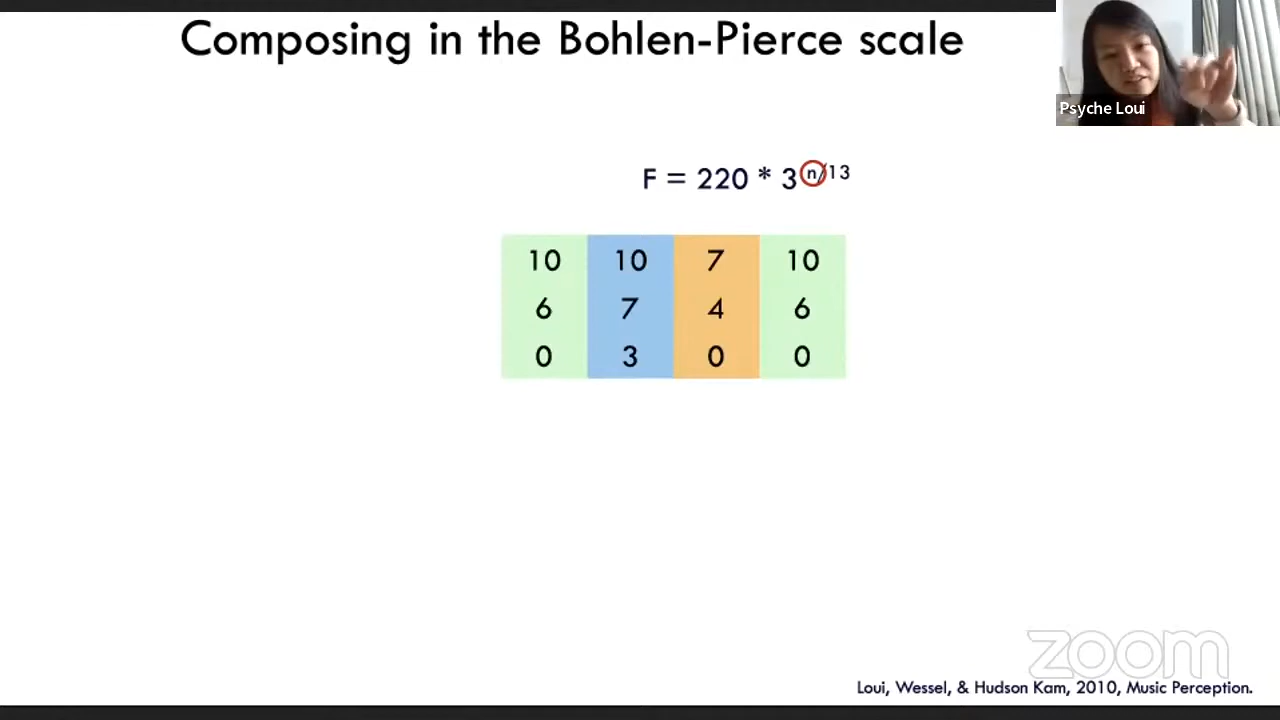 Composing in the Bohlen-Pierce scale
Psyche Loui
F = 220 * 3^n/13
10 10 7 10
6 7 4 6
0 3 0 0
zoom
Loui, Wessel, & Hudson Kam, 2010, Music Perception.